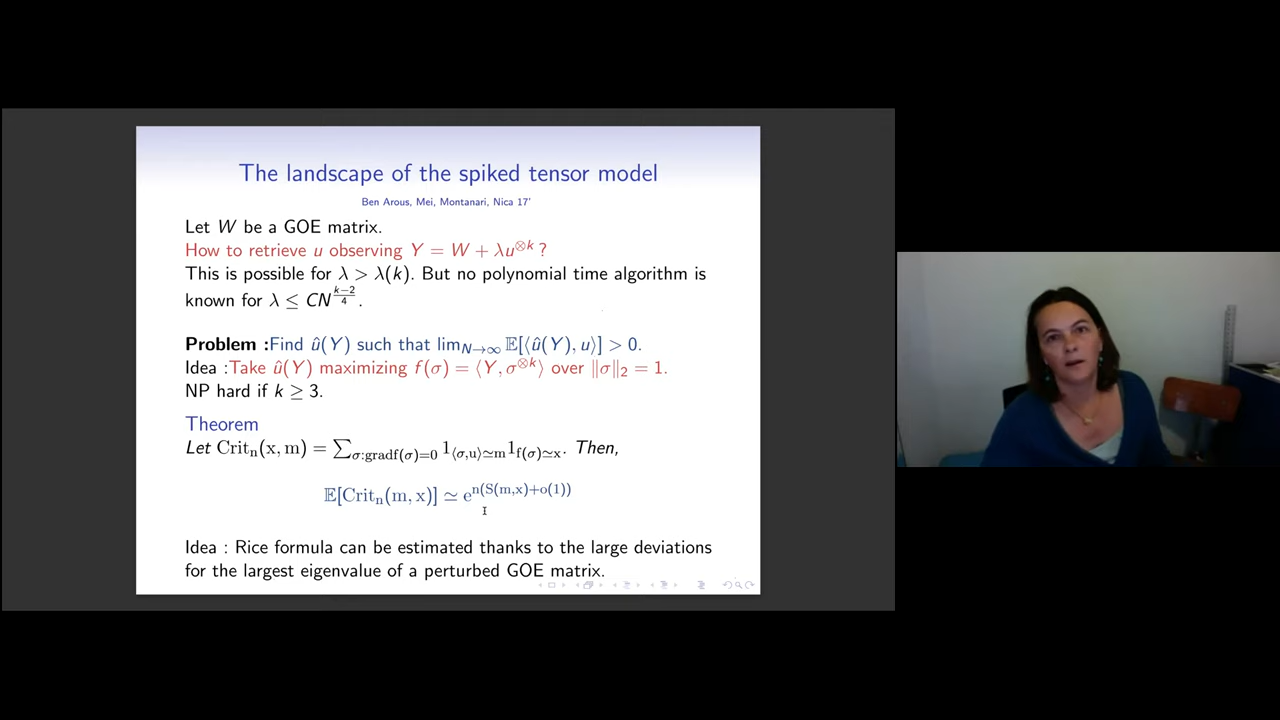 The landscape of the spiked tensor model
Ben Arous, Mei, Montanari, Nica 17'
Let W be a GOE matrix.
How to retrieve u observing Y = W + λu^{⊗k} ?
This is possible for λ > λ(k). But no polynomial time algorithm is
known for λ ≤ CN^{\frac{k−2}{4}}.
Problem :Find û(Y) such that lim_{N→∞} 𝔼[⟨û(Y), u⟩] > 0.
Idea :Take û(Y) maximizing f(σ) = ⟨Y, σ^{⊗k}⟩ over ‖σ‖₂ = 1.
NP hard if k ≥ 3.
Theorem
Let Crit_n(x, m) = ∑_{σ:gradf(σ)=0} 1_{⟨σ,u⟩≃m} 1_{f(σ)≃x}. Then,
𝔼[Crit_n(m, x)] ≃ e^{n(S(m,x)+o(1))}
Idea : Rice formula can be estimated thanks to the large deviations
for the largest eigenvalue of a perturbed GOE matrix.